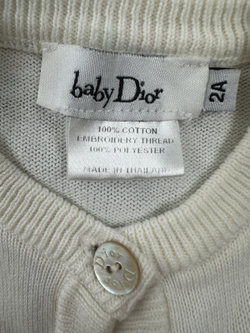 baby Dior
2A
100% COTTON
EMBROIDERY THREAD
100% POLYESTER
MADE IN THAILAND